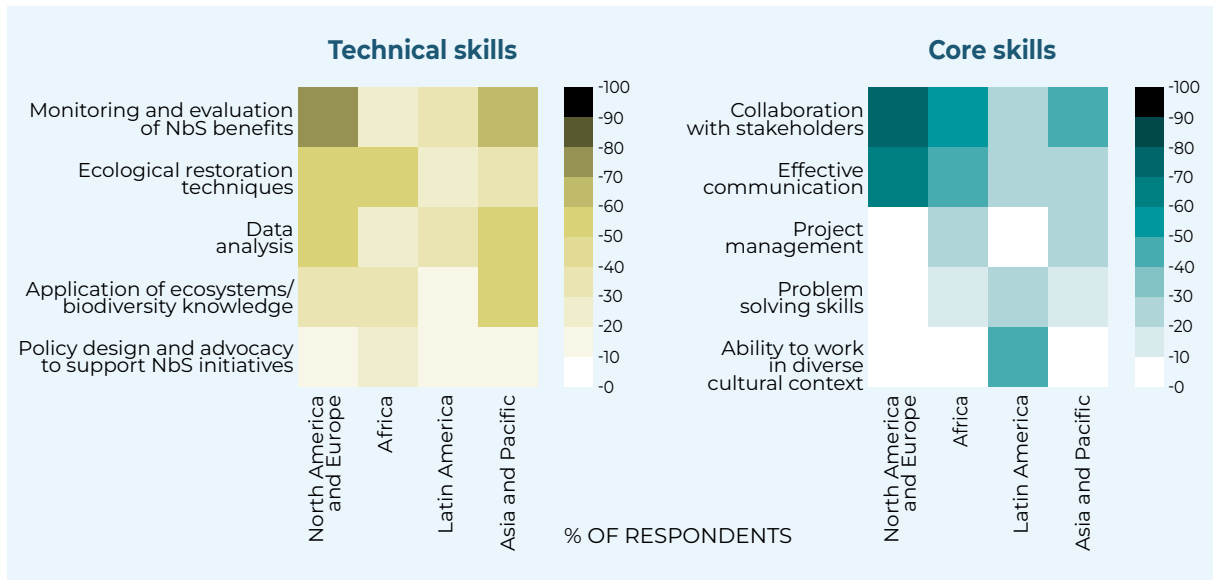 Technical skills
Monitoring and evaluation
of NbS benefits
Ecological restoration
techniques
Data
analysis
Application of ecosystems/
biodiversity knowledge
Policy design and advocacy
to support NbS initiatives
-100
-90
-80
-70
-60
-50
-40
-30
-20
-10
-0
North America
and Europe
Africa
Latin America
Asia and Pacific
Core skills
Collaboration
with stakeholders
Effective
communication
Project
management
Problem
solving skills
Ability to work
in diverse
cultural context
-100
-90
-80
-70
-60
-50
-40
-30
-20
-10
-0
North America
and Europe
Africa
Latin America
Asia and Pacific
% OF RESPONDENTS